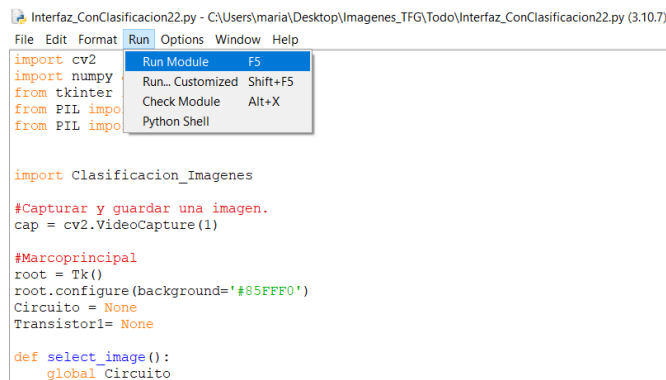 Interfaz_ConClasificacion22.py - C:\Users\maria\Desktop\Imagenes_TFG\Todo\Interfaz_ConClasificacion22.py (3.10.7)
File Edit Format Run Options Window Help
import cv2
import numpy
from tkinter
from PIL impo
from PIL impo
Run Module F5
Run... Customized Shift+F5
Check Module Alt+X
Python Shell
import Clasificacion_Imagenes
#Capturar y guardar una imagen.
cap = cv2.VideoCapture(1)
#Marcoprincipal
root = Tk()
root.configure(background='#85FFF0')
Circuito = None
Transistor1= None
def select_image():
global Circuito